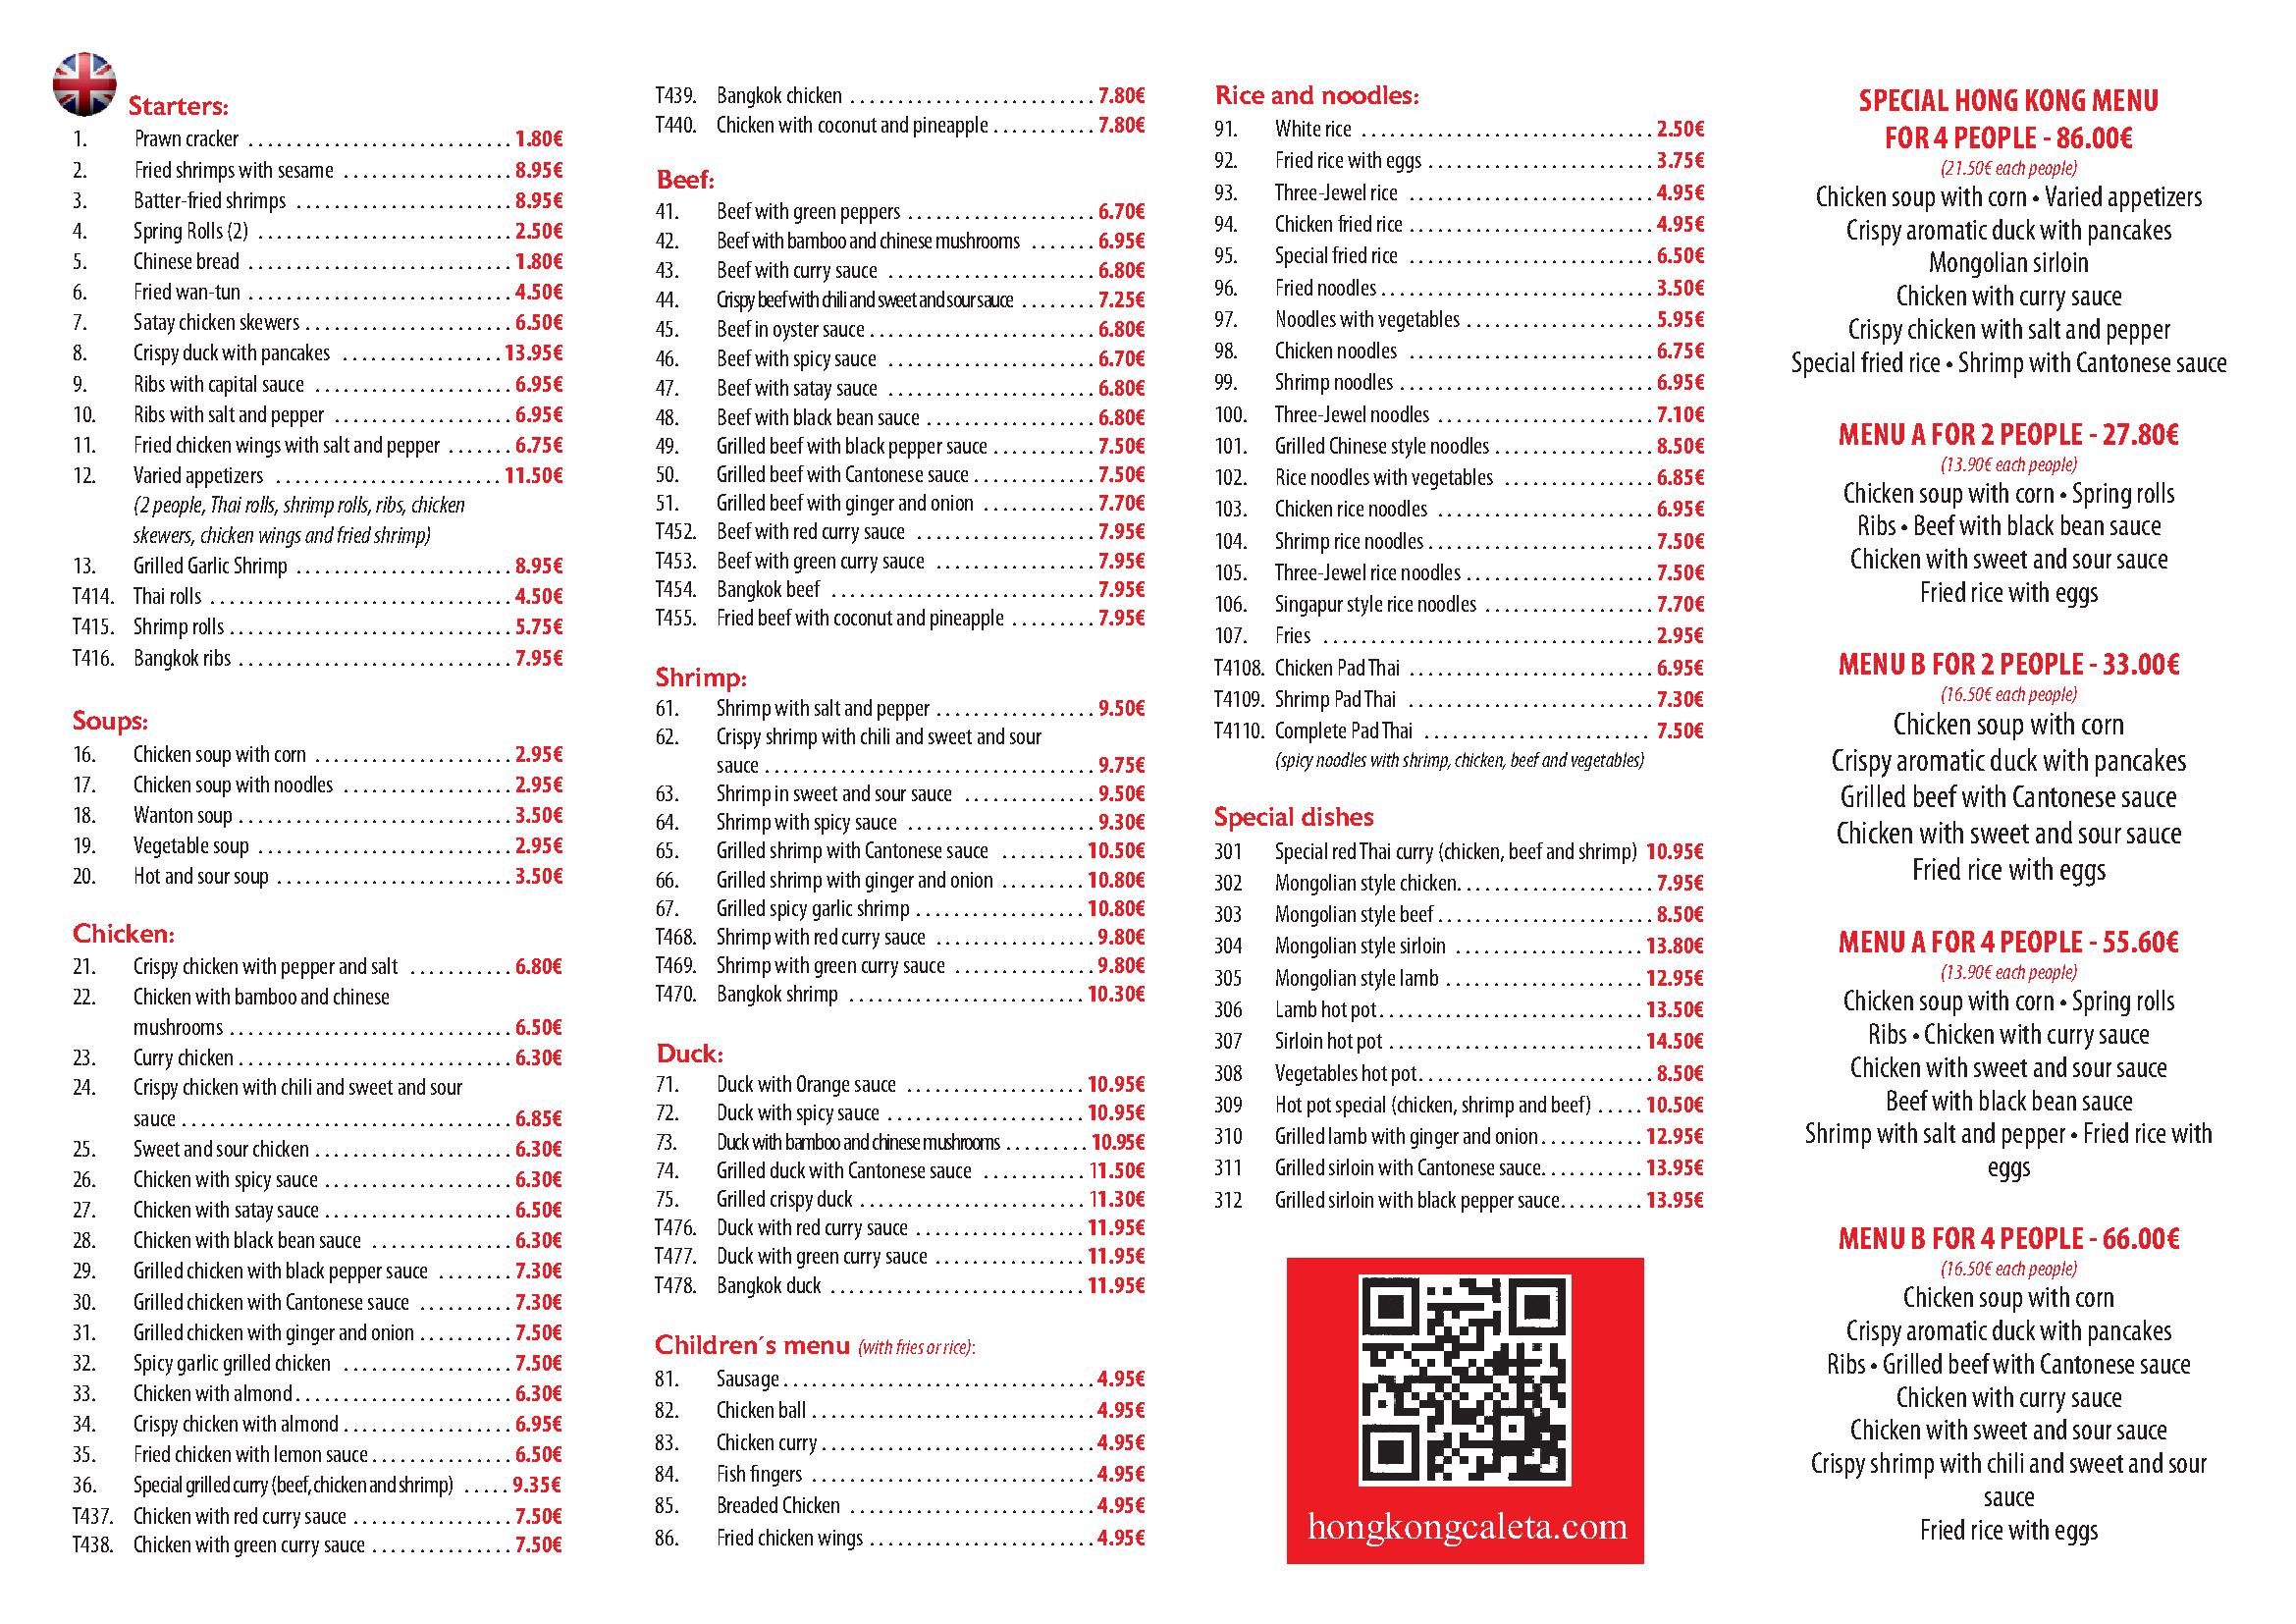 Starters:
1. Prawn cracker 1.80€
2. Fried shrimps with sesame 8.95€
3. Batter-fried shrimps 8.95€
4. Spring Rolls (2) 2.50€
5. Chinese bread 1.80€
6. Fried wan-tun 4.50€
7. Satay chicken skewers 6.50€
8. Crispy duck with pancakes 13.95€
9. Ribs with capital sauce 6.95€
10. Ribs with salt and pepper 6.95€
11. Fried chicken wings with salt and pepper 6.75€
12. Varied appetizers 11.50€
(2 people, Thai rolls, shrimp rolls, ribs, chicken
skewers, chicken wings and fried shrimp)
13. Grilled Garlic Shrimp 8.95€
T414. Thai rolls 4.50€
T415. Shrimp rolls 5.75€
T416. Bangkok ribs 7.95€
Soups:
16. Chicken soup with corn 2.95€
17. Chicken soup with noodles 2.95€
18. Wanton soup 3.50€
19. Vegetable soup 2.95€
20. Hot and sour soup 3.50€
Chicken:
21. Crispy chicken with pepper and salt 6.80€
22. Chicken with bamboo and chinese
mushrooms 6.50€
23. Curry chicken 6.30€
24. Crispy chicken with chili and sweet and sour
sauce 6.85€
25. Sweet and sour chicken 6.30€
26. Chicken with spicy sauce 6.30€
27. Chicken with satay sauce 6.50€
28. Chicken with black bean sauce 6.30€
29. Grilled chicken with black pepper sauce 7.30€
30. Grilled chicken with Cantonese sauce 7.30€
31. Grilled chicken with ginger and onion 7.50€
32. Spicy garlic grilled chicken 7.50€
33. Chicken with almond 6.30€
34. Crispy chicken with almond 6.95€
35. Fried chicken with lemon sauce 6.50€
36. Special grilled curry (beef, chicken and shrimp) 9.35€
T437. Chicken with red curry sauce 7.50€
T438. Chicken with green curry sauce 7.50€
T439. Bangkok chicken 7.80€
T440. Chicken with coconut and pineapple 7.80€
Beef:
41. Beef with green peppers 6.70€
42. Beef with bamboo and chinese mushrooms 6.95€
43. Beef with curry sauce 6.80€
44. Crispy beef with chili and sweet and sour sauce 7.25€
45. Beef in oyster sauce 6.80€
46. Beef with spicy sauce 6.70€
47. Beef with satay sauce 6.80€
48. Beef with black bean sauce 6.80€
49. Grilled beef with black pepper sauce 7.50€
50. Grilled beef with Cantonese sauce 7.50€
51. Grilled beef with ginger and onion 7.70€
T452. Beef with red curry sauce 7.95€
T453. Beef with green curry sauce 7.95€
T454. Bangkok beef 7.95€
T455. Fried beef with coconut and pineapple 7.95€
Shrimp:
61. Shrimp with salt and pepper 9.50€
62. Crispy shrimp with chili and sweet and sour
sauce 9.75€
63. Shrimp in sweet and sour sauce 9.50€
64. Shrimp with spicy sauce 9.30€
65. Grilled shrimp with Cantonese sauce 10.50€
66. Grilled shrimp with ginger and onion 10.80€
67. Grilled spicy garlic shrimp 10.80€
T468. Shrimp with red curry sauce 9.80€
T469. Shrimp with green curry sauce 9.80€
T470. Bangkok shrimp 10.30€
Duck:
71. Duck with Orange sauce 10.95€
72. Duck with spicy sauce 10.95€
73. Duck with bamboo and chinese mushrooms 10.95€
74. Grilled duck with Cantonese sauce 11.50€
75. Grilled crispy duck 11.30€
T476. Duck with red curry sauce 11.95€
T477. Duck with green curry sauce 11.95€
T478. Bangkok duck 11.95€
Children´s menu (with fries or rice):
81. Sausage 4.95€
82. Chicken ball 4.95€
83. Chicken curry 4.95€
84. Fish fingers 4.95€
85. Breaded Chicken 4.95€
86. Fried chicken wings 4.95€
Rice and noodles:
91. White rice 2.50€
92. Fried rice with eggs 3.75€
93. Three-Jewel rice 4.95€
94. Chicken fried rice 4.95€
95. Special fried rice 6.50€
96. Fried noodles 3.50€
97. Noodles with vegetables 5.95€
98. Chicken noodles 6.75€
99. Shrimp noodles 6.95€
100. Three-Jewel noodles 7.10€
101. Grilled Chinese style noodles 8.50€
102. Rice noodles with vegetables 6.85€
103. Chicken rice noodles 6.95€
104. Shrimp rice noodles 7.50€
105. Three-Jewel rice noodles 7.50€
106. Singapur style rice noodles 7.70€
107. Fries 2.95€
T4108. Chicken Pad Thai 6.95€
T4109. Shrimp Pad Thai 7.30€
T4110. Complete Pad Thai 7.50€
(spicy noodles with shrimp, chicken, beef and vegetables)
Special dishes
301 Special red Thai curry (chicken, beef and shrimp) 10.95€
302 Mongolian style chicken 7.95€
303 Mongolian style beef 8.50€
304 Mongolian style sirloin 13.80€
305 Mongolian style lamb 12.95€
306 Lamb hot pot 13.50€
307 Sirloin hot pot 14.50€
308 Vegetables hot pot 8.50€
309 Hot pot special (chicken, shrimp and beef) 10.50€
310 Grilled lamb with ginger and onion 12.95€
311 Grilled sirloin with Cantonese sauce 13.95€
312 Grilled sirloin with black pepper sauce 13.95€
hongkongcaleta.com
SPECIAL HONG KONG MENU
FOR 4 PEOPLE - 86.00€
(21.50€ each people)
Chicken soup with corn • Varied appetizers
Crispy aromatic duck with pancakes
Mongolian sirloin
Chicken with curry sauce
Crispy chicken with salt and pepper
Special fried rice • Shrimp with Cantonese sauce
MENU A FOR 2 PEOPLE - 27.80€
(13.90€ each people)
Chicken soup with corn • Spring rolls
Ribs • Beef with black bean sauce
Chicken with sweet and sour sauce
Fried rice with eggs
MENU B FOR 2 PEOPLE - 33.00€
(16.50€ each people)
Chicken soup with corn
Crispy aromatic duck with pancakes
Grilled beef with Cantonese sauce
Chicken with sweet and sour sauce
Fried rice with eggs
MENU A FOR 4 PEOPLE - 55.60€
(13.90€ each people)
Chicken soup with corn • Spring rolls
Ribs • Chicken with curry sauce
Chicken with sweet and sour sauce
Beef with black bean sauce
Shrimp with salt and pepper • Fried rice with
eggs
MENU B FOR 4 PEOPLE - 66.00€
(16.50€ each people)
Chicken soup with corn
Crispy aromatic duck with pancakes
Ribs • Grilled beef with Cantonese sauce
Chicken with curry sauce
Chicken with sweet and sour sauce
Crispy shrimp with chili and sweet and sour
sauce
Fried rice with eggs